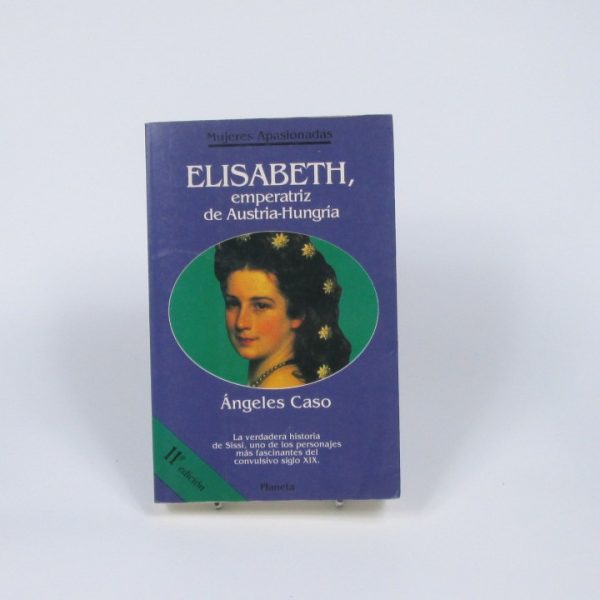 Mujeres Apasionadas
ELISABETH,
emperatriz
de Austria-Hungría
Ángeles Caso
La verdadera historia
de Sissi, uno de los personajes
más fascinantes del
convulsivo siglo XIX.
11ª edición
Planeta